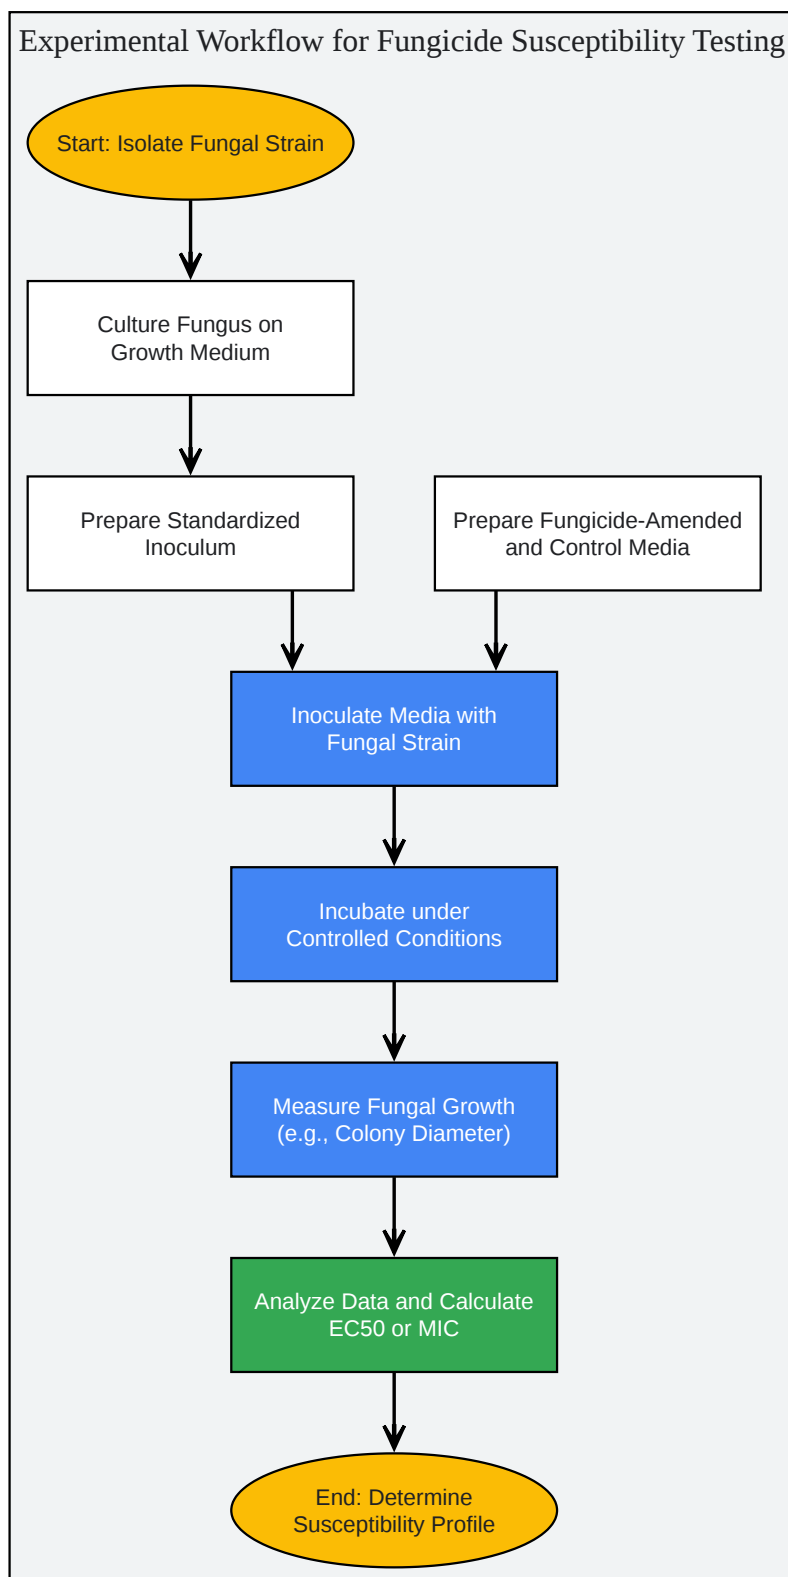 Experimental Workflow for Fungicide Susceptibility Testing
Start: Isolate Fungal Strain
Culture Fungus on
Growth Medium
Prepare Standardized
Inoculum
Prepare Fungicide-Amended
and Control Media
Inoculate Media with
Fungal Strain
Incubate under
Controlled Conditions
Measure Fungal Growth
(e.g., Colony Diameter)
Analyze Data and Calculate
EC50 or MIC
End: Determine
Susceptibility Profile